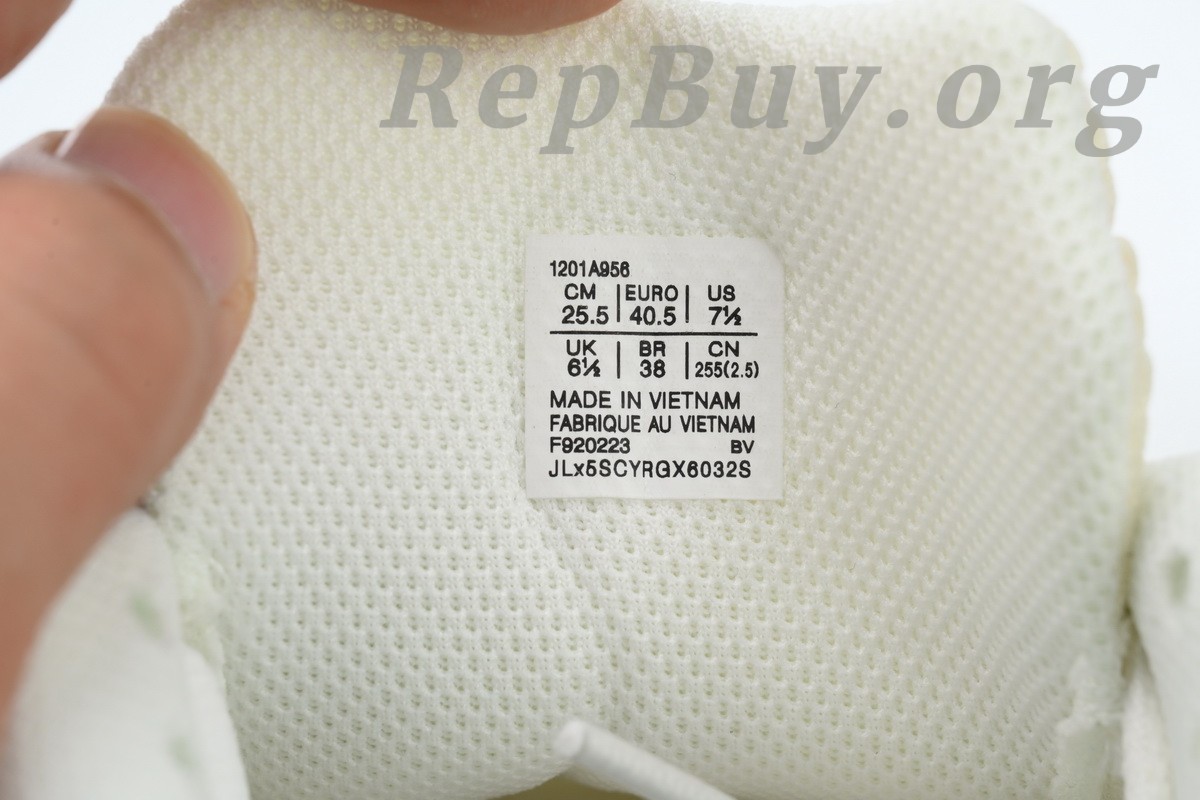 RepBuy.org
1201A956
CM | EURO | US
25.5 | 40.5 | 7½
UK | BR | CN
6½ | 38 | 255(2.5)
MADE IN VIETNAM
FABRIQUE AU VIETNAM
F920223 BV
JLx5SCYRGX6032S